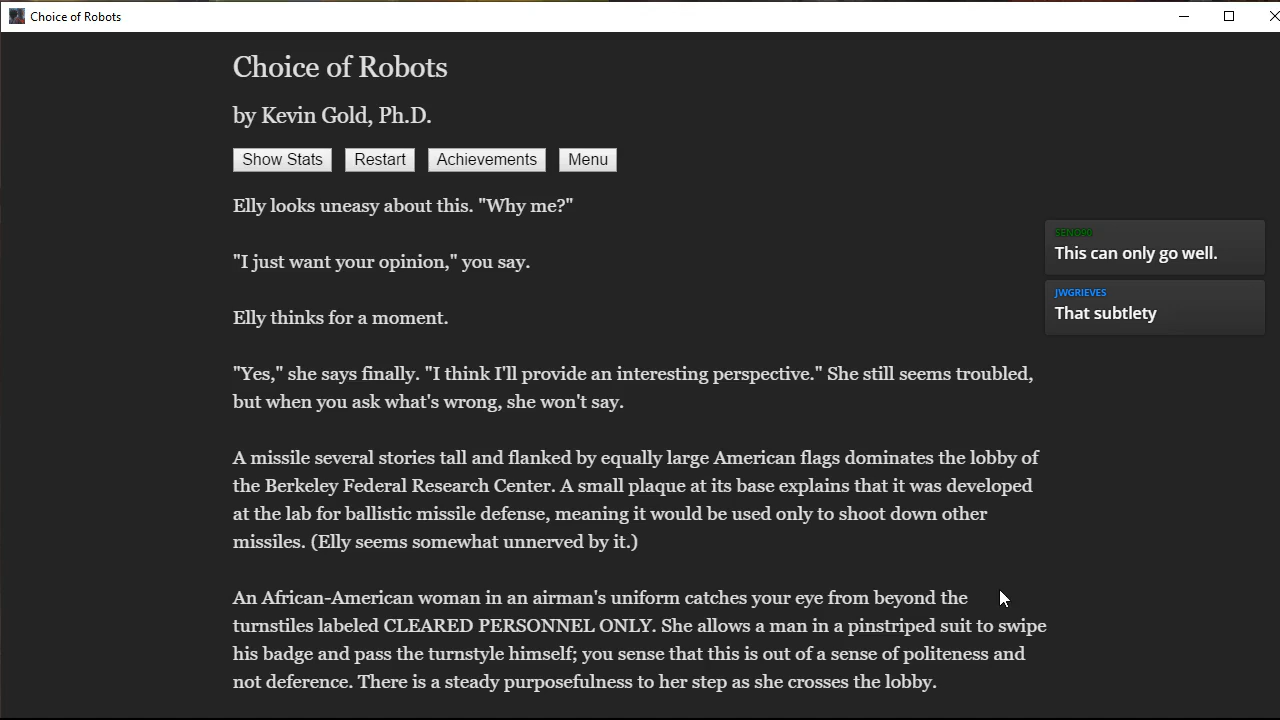 Choice of Robots
Choice of Robots
by Kevin Gold, Ph.D.
Show Stats Restart Achievements Menu
Elly looks uneasy about this. "Why me?"
"I just want your opinion," you say.
Elly thinks for a moment.
"Yes," she says finally. "I think I'll provide an interesting perspective." She still seems troubled,
but when you ask what's wrong, she won't say.
A missile several stories tall and flanked by equally large American flags dominates the lobby of
the Berkeley Federal Research Center. A small plaque at its base explains that it was developed
at the lab for ballistic missile defense, meaning it would be used only to shoot down other
missiles. (Elly seems somewhat unnerved by it.)
An African-American woman in an airman's uniform catches your eye from beyond the
turnstiles labeled CLEARED PERSONNEL ONLY. She allows a man in a pinstriped suit to swipe
his badge and pass the turnstyle himself; you sense that this is out of a sense of politeness and
not deference. There is a steady purposefulness to her step as she crosses the lobby.
This can only go well.
JWGRIEVES
That subtlety